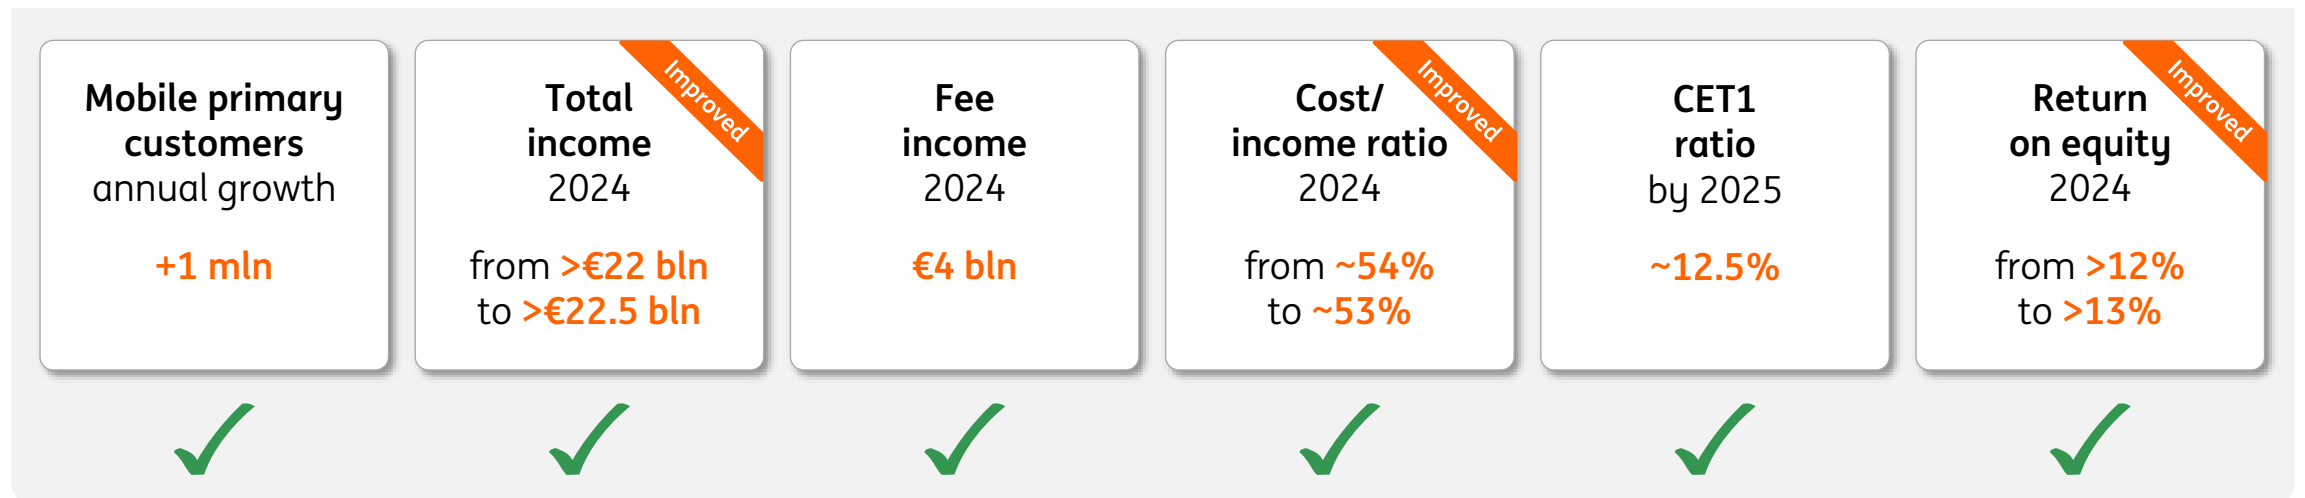 Mobile primary
customers
annual growth
+1 mln
Total
income
2024
from >€22 bln
to >€22.5 bln
Improved
Fee
income
2024
€4 bln
Cost/
income ratio
2024
from ~54%
to ~53%
Improved
CET1
ratio
by 2025
~12.5%
Return
on equity
2024
from >12%
to >13%
Improved